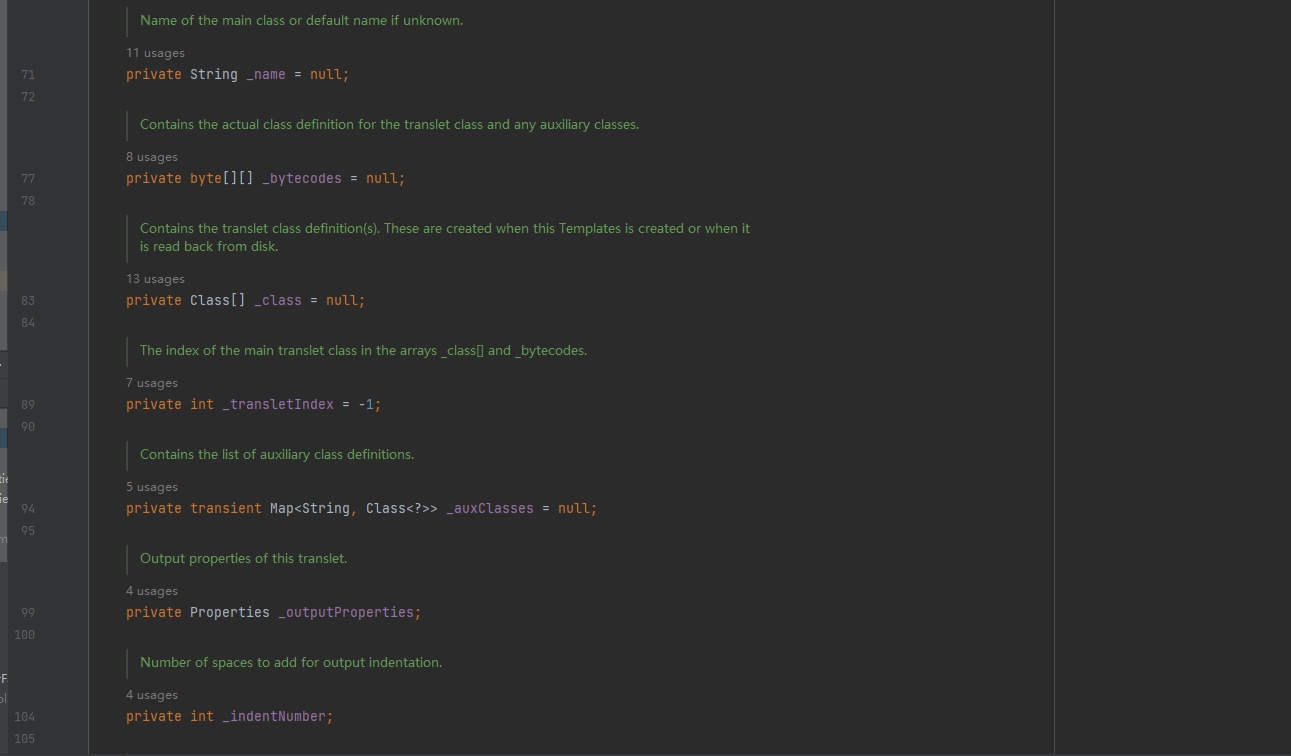 Name of the main class or default name if unknown.
11 usages
71 private String _name = null;
72
Contains the actual class definition for the translet class and any auxiliary classes.
8 usages
77 private byte[][] _bytecodes = null;
78
Contains the translet class definition(s). These are created when this Templates is created or when it
is read back from disk.
13 usages
83 private Class[] _class = null;
84
The index of the main translet class in the arrays _class[] and _bytecodes.
7 usages
89 private int _transletIndex = -1;
90
Contains the list of auxiliary class definitions.
5 usages
94 private transient Map<String, Class<?>> _auxClasses = null;
95
Output properties of this translet.
4 usages
99 private Properties _outputProperties;
100
Number of spaces to add for output indentation.
4 usages
104 private int _indentNumber;
105